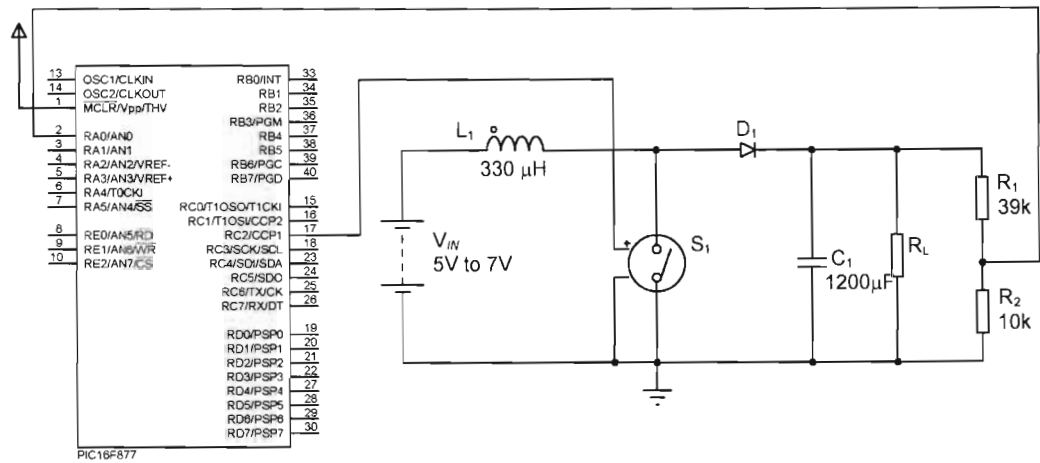 13 OSC1/CLKIN
14 OSC2/CLKOUT
1 MCLR/Vpp/THV
2 RA0/AN0
3 RA1/AN1
4 RA2/AN2/VREF-
5 RA3/AN3/VREF+
6 RA4/T0CKI
7 RA5/AN4/SS
8 RE0/AN5/RD
9 RE1/AN6/WR
10 RE2/AN7/CS
RB0/INT 33
RB1 34
RB2 35
RB3/PGM 36
RB4 37
RB5 38
RB6/PGC 39
RB7/PGD 40
RC0/T1OSO/T1CKI 15
RC1/T1OSI/CCP2 16
RC2/CCP1 17
RC3/SCK/SCL 18
RC4/SDI/SDA 23
RC5/SDO 24
RC6/TX/CK 25
RC7/RX/DT 26
RD0/PSP0 19
RD1/PSP1 20
RD2/PSP2 21
RD3/PSP3 22
RD4/PSP4 27
RD5/PSP5 28
RD6/PSP6 29
RD7/PSP7 30
PIC16F877
L1
330 μH
VIN
5V to 7V
+
S1
D1
C1
1200μF
RL
R1
39k
R2
10k